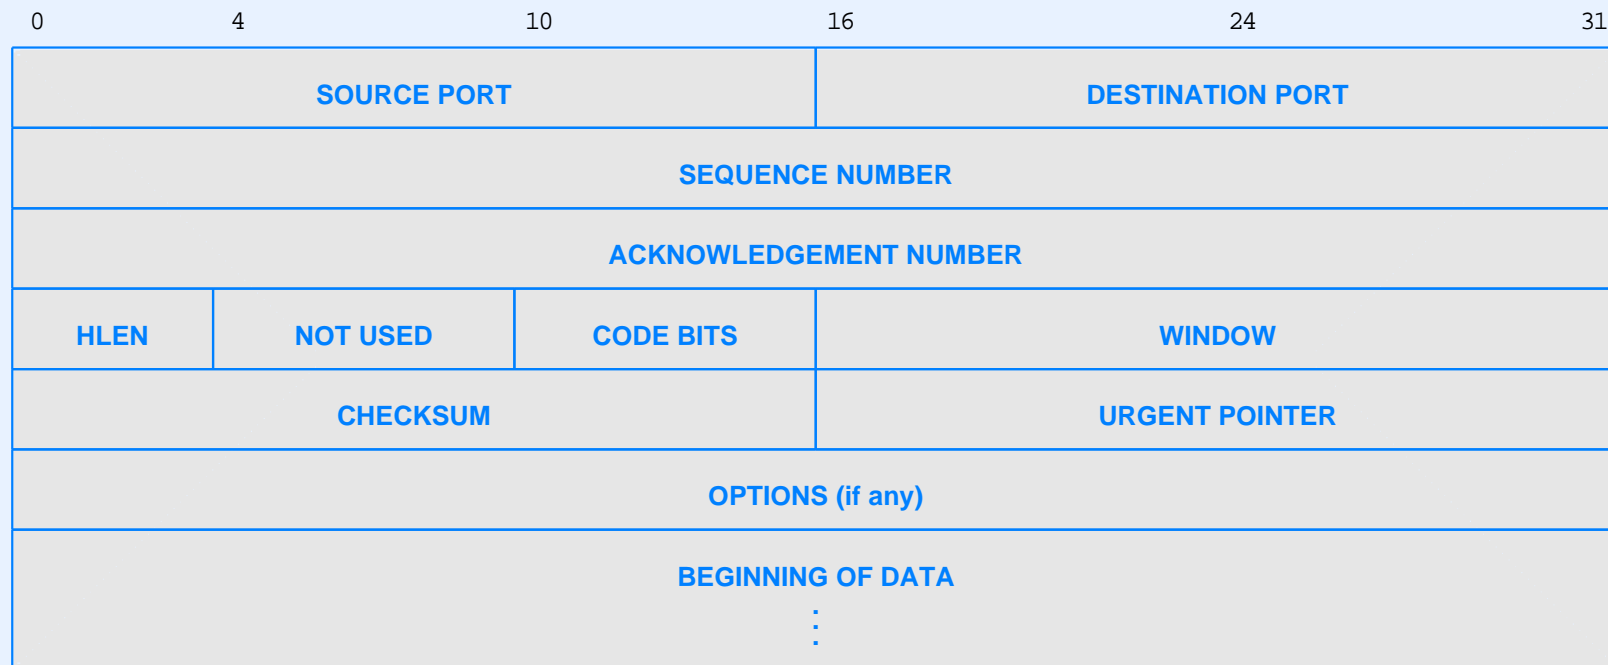 0 4 10 16 24 31
SOURCE PORT DESTINATION PORT
SEQUENCE NUMBER
ACKNOWLEDGEMENT NUMBER
HLEN NOT USED CODE BITS WINDOW
CHECKSUM URGENT POINTER
OPTIONS (if any)
BEGINNING OF DATA